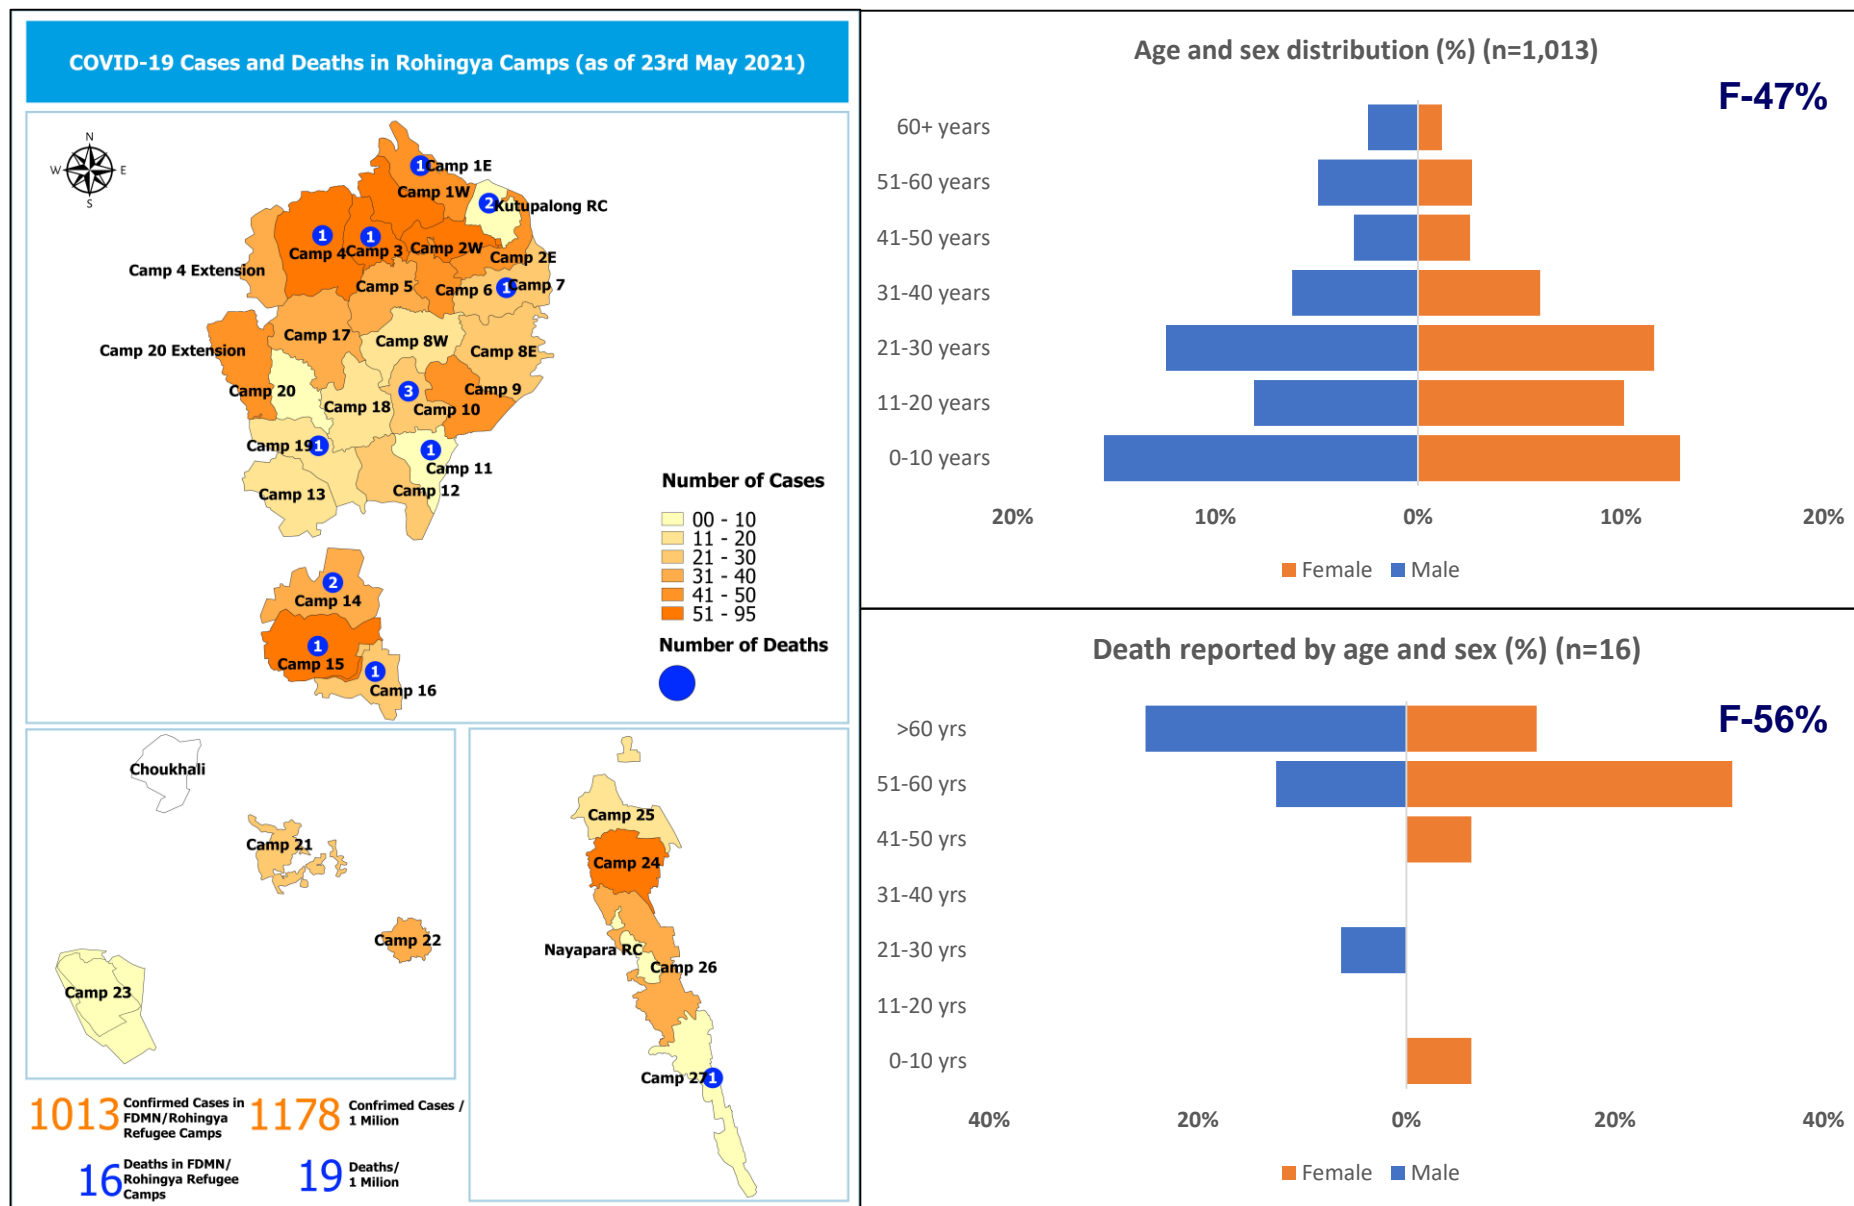 COVID-19 Cases and Deaths in Rohingya Camps (as of 23rd May 2021)
N
W E
S
1 Camp 1E
Camp 1W
2 Kutupalong RC
1
Camp 4
1
Camp 3
Camp 2W
Camp 2E
Camp 4 Extension
Camp 5
Camp 6
1 Camp 7
Camp 17
Camp 8W
Camp 8E
Camp 20 Extension
Camp 20
Camp 18
3
Camp 10
Camp 9
Camp 19 1
1
Camp 11
Camp 13
Camp 12
Number of Cases
00 - 10
11 - 20
21 - 30
31 - 40
41 - 50
51 - 95
Number of Deaths
2
Camp 14
1
Camp 15
1
Camp 16
Choukhali
Camp 21
Camp 22
Camp 23
Camp 25
Camp 24
Nayapara RC
Camp 26
Camp 27 1
1013 Confirmed Cases in
FDMN/Rohingya
Refugee Camps
1178 Confrimed Cases /
1 Milion
16 Deaths in FDMN/
Rohingya Refugee
Camps
19 Deaths/
1 Milion
Age and sex distribution (%) (n=1,013)
F-47%
60+ years
51-60 years
41-50 years
31-40 years
21-30 years
11-20 years
0-10 years
20% 10% 0% 10% 20%
Female Male
Death reported by age and sex (%) (n=16)
F-56%
>60 yrs
51-60 yrs
41-50 yrs
31-40 yrs
21-30 yrs
11-20 yrs
0-10 yrs
40% 20% 0% 20% 40%
Female Male